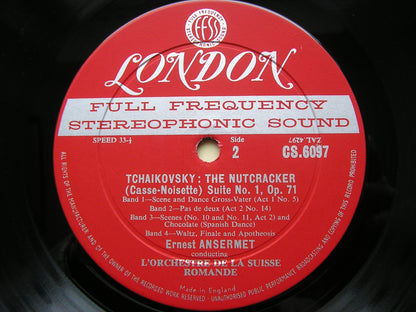 FULL FREQUENCY RANGE
FFSS
LONDON
FULL FREQUENCY
STEREOPHONIC SOUND
SPEED 33⅓
Side
2
ZAL.4297
CS.6097
TCHAIKOVSKY : THE NUTCRACKER
(Casse-Noisette) Suite No. 1, Op. 71
Band 1—Scene and Dance Gross-Vater (Act 1 No. 5)
Band 2—Pas de deux (Act 2 No. 14)
Band 3—Scenes (No. 10 and No. 11, Act 2) and
Chocolate (Spanish Dance)
Band 4—Waltz, Finale and Apotheosis
Ernest ANSERMET
conducting
L'ORCHESTRE DE LA SUISSE
ROMANDE
Made in England
ALL RIGHTS OF THE MANUFACTURER AND OF THE OWNER OF THE RECORDED WORK RESERVED - UNAUTHORISED PUBLIC PERFORMANCE, BROADCASTING AND COPYING OF THIS RECORD PROHIBITED